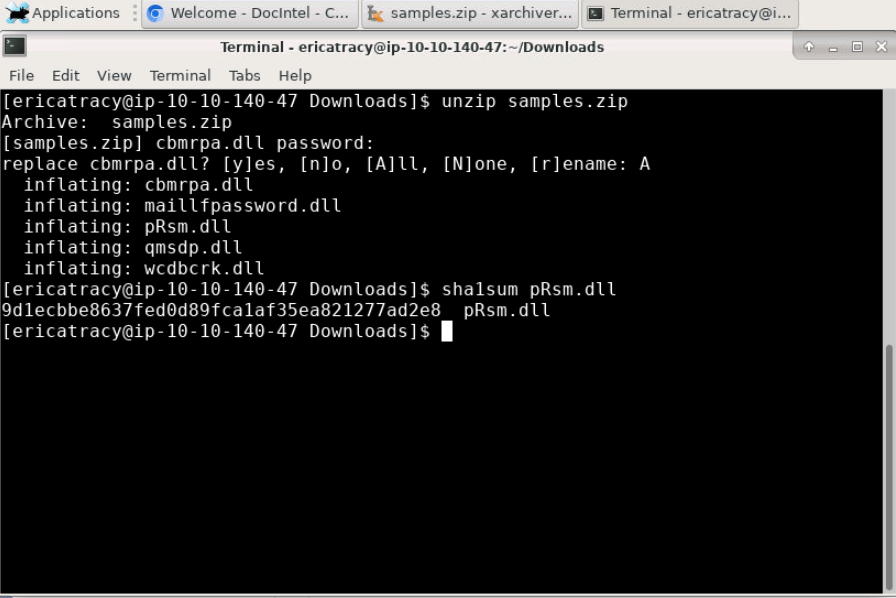 Applications Welcome - DocIntel - C... samples.zip - xarchiver... Terminal - ericatracy@i...
Terminal - ericatracy@ip-10-10-140-47:~/Downloads
File Edit View Terminal Tabs Help
[ericatracy@ip-10-10-140-47 Downloads]$ unzip samples.zip
Archive:  samples.zip
[samples.zip] cbmrpa.dll password:
replace cbmrpa.dll? [y]es, [n]o, [A]ll, [N]one, [r]ename: A
  inflating: cbmrpa.dll
  inflating: maillfpassword.dll
  inflating: pRsm.dll
  inflating: qmsdp.dll
  inflating: wcdbcrk.dll
[ericatracy@ip-10-10-140-47 Downloads]$ sha1sum pRsm.dll
9d1ecbbe8637fed0d89fca1af35ea821277ad2e8  pRsm.dll
[ericatracy@ip-10-10-140-47 Downloads]$